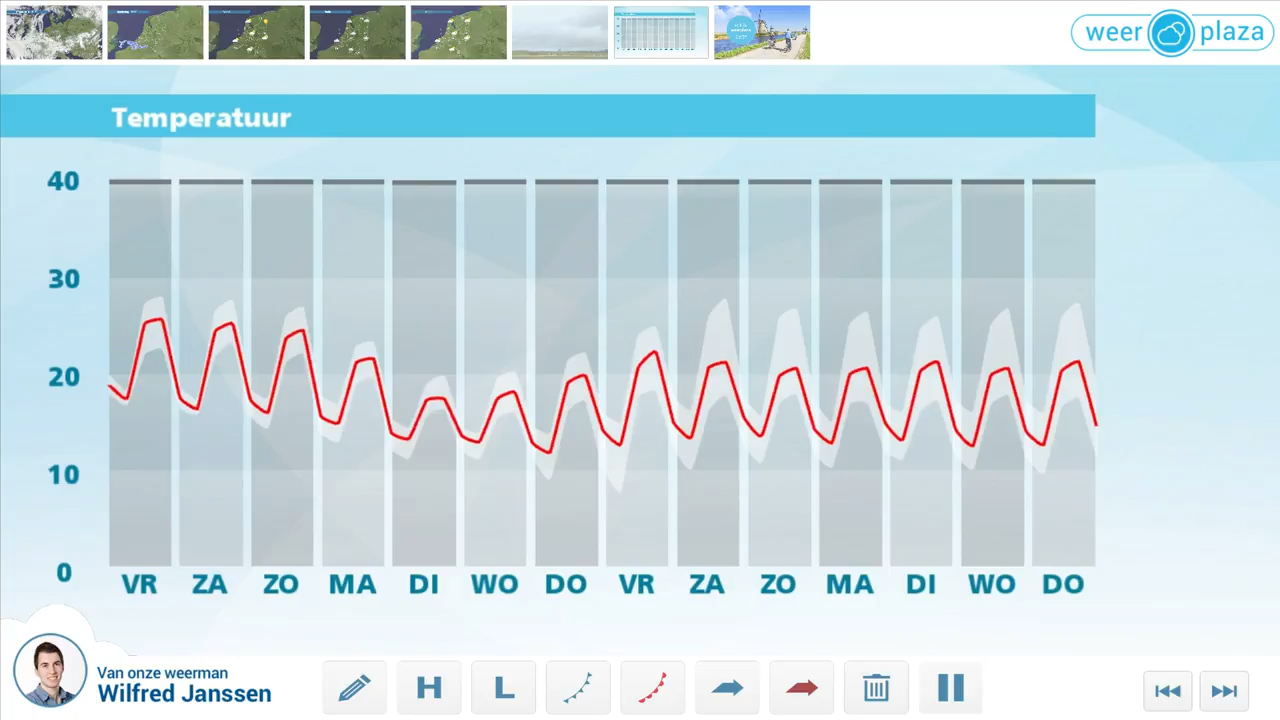 weer plaza
Temperatuur
40
30
20
10
0
VR ZA ZO MA DI WO DO VR ZA ZO MA DI WO DO
Van onze weerman
Wilfred Janssen
H L